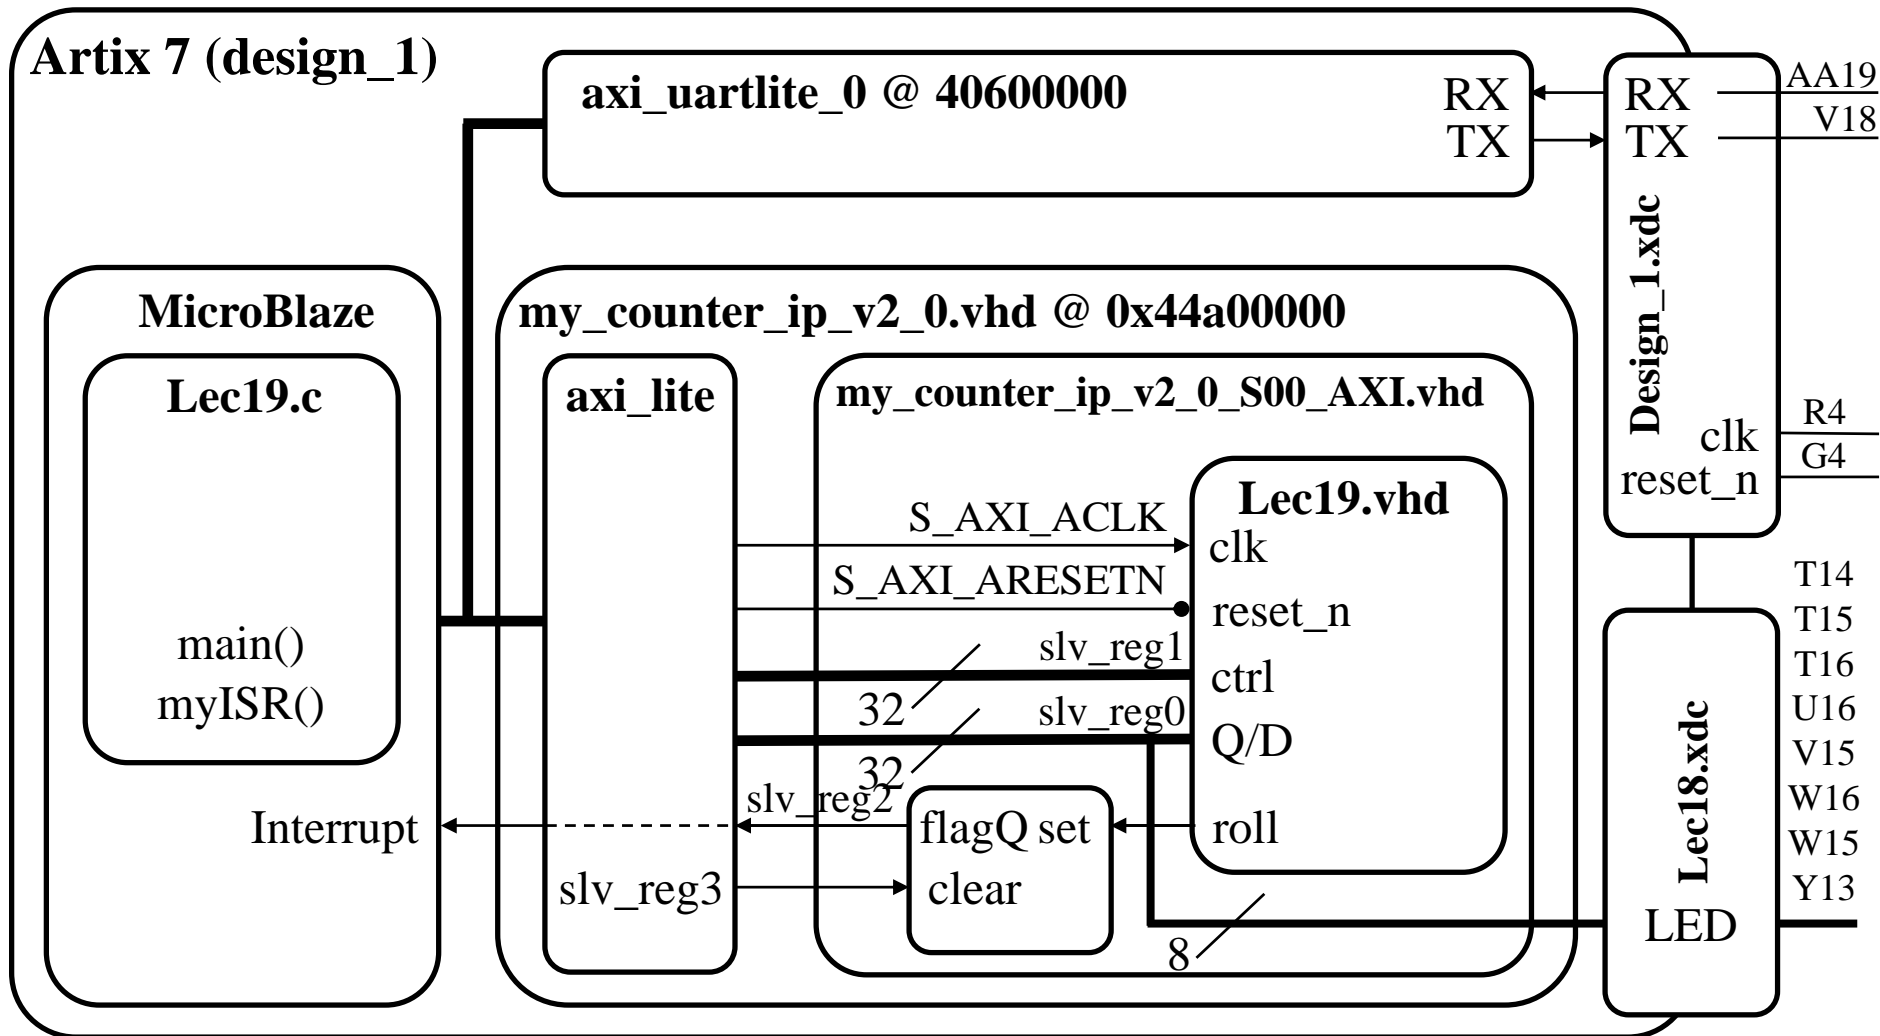 Artix 7 (design_1)
axi_uartlite_0 @ 40600000
RX
TX
RX
TX
AA19
V18
Design_1.xdc
clk
reset_n
R4
G4
MicroBlaze
Lec19.c
main()
myISR()
Interrupt
my_counter_ip_v2_0.vhd @ 0x44a00000
axi_lite
my_counter_ip_v2_0_S00_AXI.vhd
Lec19.vhd
S_AXI_ACLK
clk
S_AXI_ARESETN
reset_n
slv_reg1
32
ctrl
slv_reg0
32
Q/D
slv_reg2
flagQ set
roll
slv_reg3
clear
8
Lec18.xdc
LED
T14
T15
T16
U16
V15
W16
W15
Y13